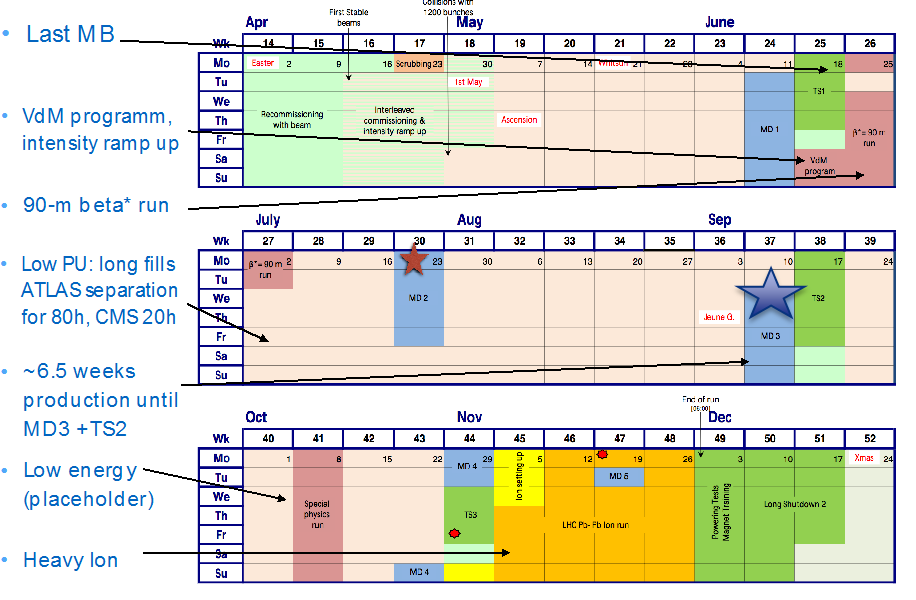 First Stable
beams
Collisions with
1200 bunches
Apr May June
Wk 14 15 16 17 18 19 20 21 22 23 24 25 26
Mo Easter 2 9 16 Scrubbing 23 30 7 14 Whitsun 21 28 4 11 18 25
Tu 1st May TS1
We
Th Recommissioning with beam Interleaved commissioning & intensity ramp up Ascension MD 1
Fr β*= 90 m run
Sa VdM
Su program
July Aug Sep
Wk 27 28 29 30 31 32 33 34 35 36 37 38 39
Mo β*= 90 m run 2 9 16 23 30 6 13 20 27 3 10 17 24
Tu
We MD 2 TS2
Th Jeune G.
Fr MD 3
Sa
Su
End of run
[06:00]
Oct Nov Dec
Wk 40 41 42 43 44 45 46 47 48 49 50 51 52
Mo 1 8 15 22 MD 4 29 Ion setting up 5 12 19 26 3 10 17 Xmas 24
Tu MD 5
We Special physics run Powering Tests Magnet Training Long Shutdown 2
Th TS3 LHC Pb- Pb Ion run
Fr
Sa
Su MD 4
• Last MB
• VdM programm,
intensity ramp up
• 90-m beta* run
• Low PU: long fills
ATLAS separation
for 80h, CMS 20h
• ~6.5 weeks
production until
MD3 +TS2
• Low energy
(placeholder)
• Heavy Ion